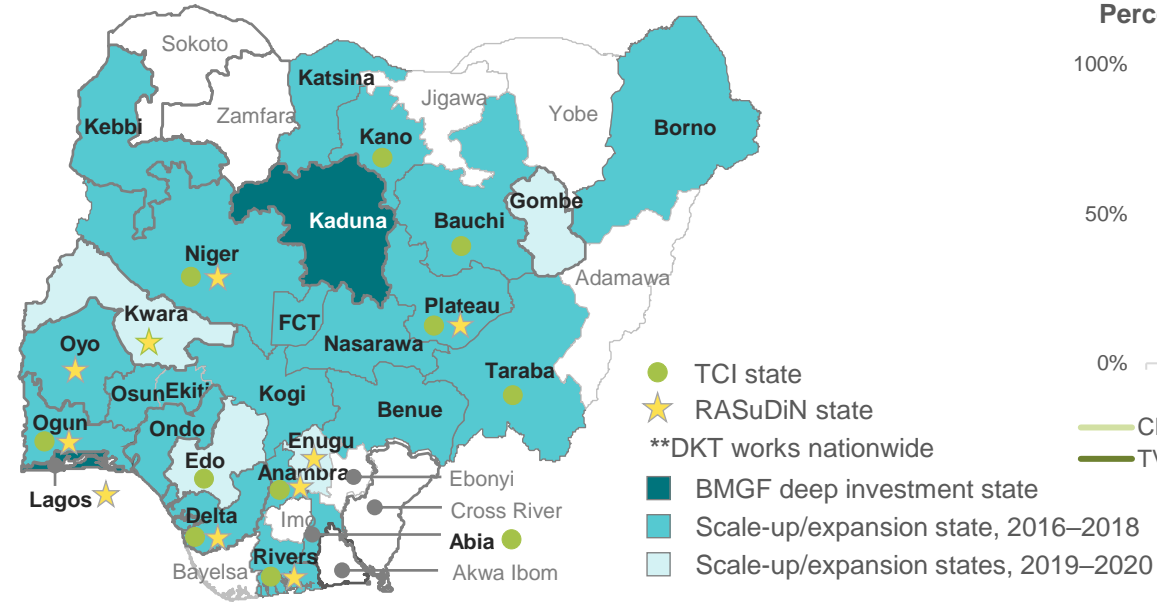 Perc
Sokoto
100%
Katsina
Jigawa
Zamfara
Yobe
Kebbi
Kano
Borno
Gombe
50%
Kaduna
Bauchi
Niger
Adamawa
Kwara
Plateau
FCT
Oyo
Nasarawa
0%
Taraba
TCI state
Osun
Ekiti
Kogi
Benue
RASuDiN state
Ogun
Ondo
Enugu
CI
**DKT works nationwide
Edo
TV
Anambra
Ebonyi
BMGF deep investment state
Lagos
Cross River
Delta
Imo
Scale-up/expansion state, 2016–2018
Abia
Rivers
Bayelsa
Akwa Ibom
Scale-up/expansion states, 2019–2020